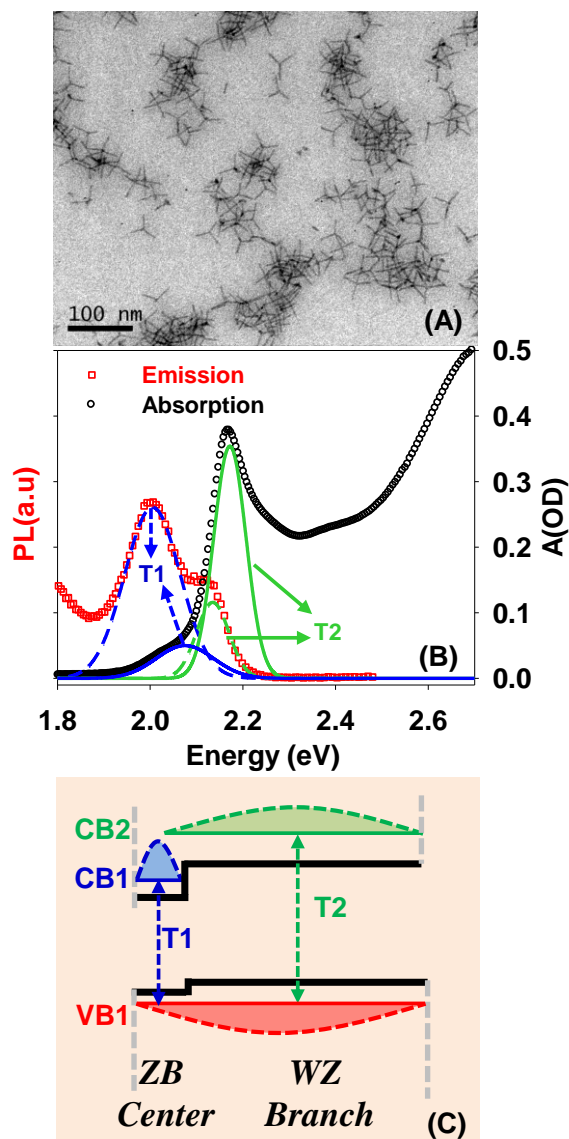 100 nm
(A)
Emission
Absorption
PL(a.u)
A(OD)
0.5
0.4
0.3
0.2
0.1
0.0
T1
T2
(B)
1.8 2.0 2.2 2.4 2.6
Energy (eV)
CB2
CB1
T2
T1
VB1
ZB WZ
Center Branch
(C)